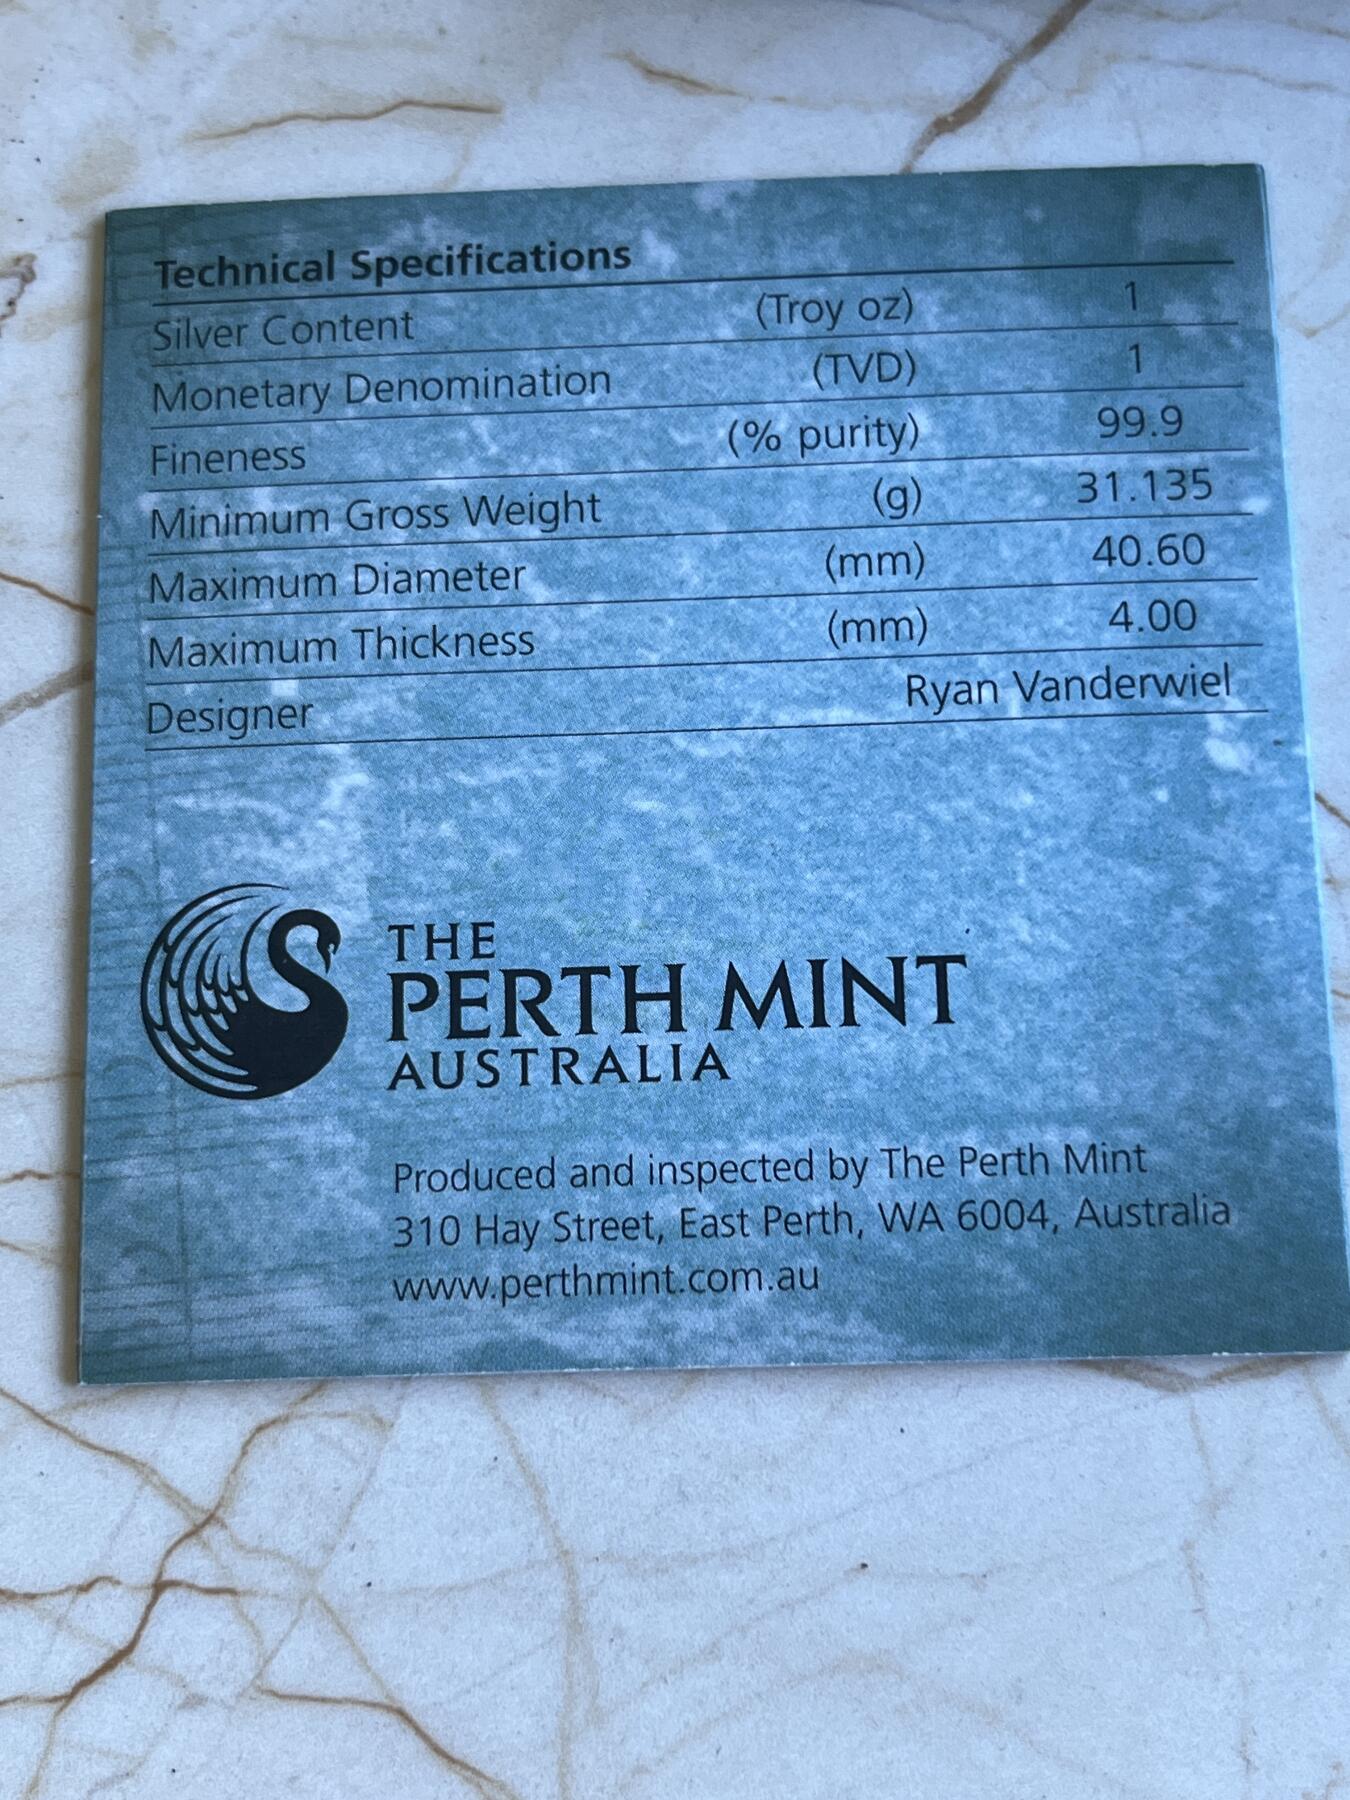 Technical Specifications
Silver Content (Troy oz) 1
Monetary Denomination (TVD) 1
Fineness (% purity) 99.9
Minimum Gross Weight (g) 31.135
Maximum Diameter (mm) 40.60
Maximum Thickness (mm) 4.00
Designer Ryan Vanderwiel
THE
PERTH MINT
AUSTRALIA
Produced and inspected by The Perth Mint
310 Hay Street, East Perth, WA 6004, Australia
www.perthmint.com.au